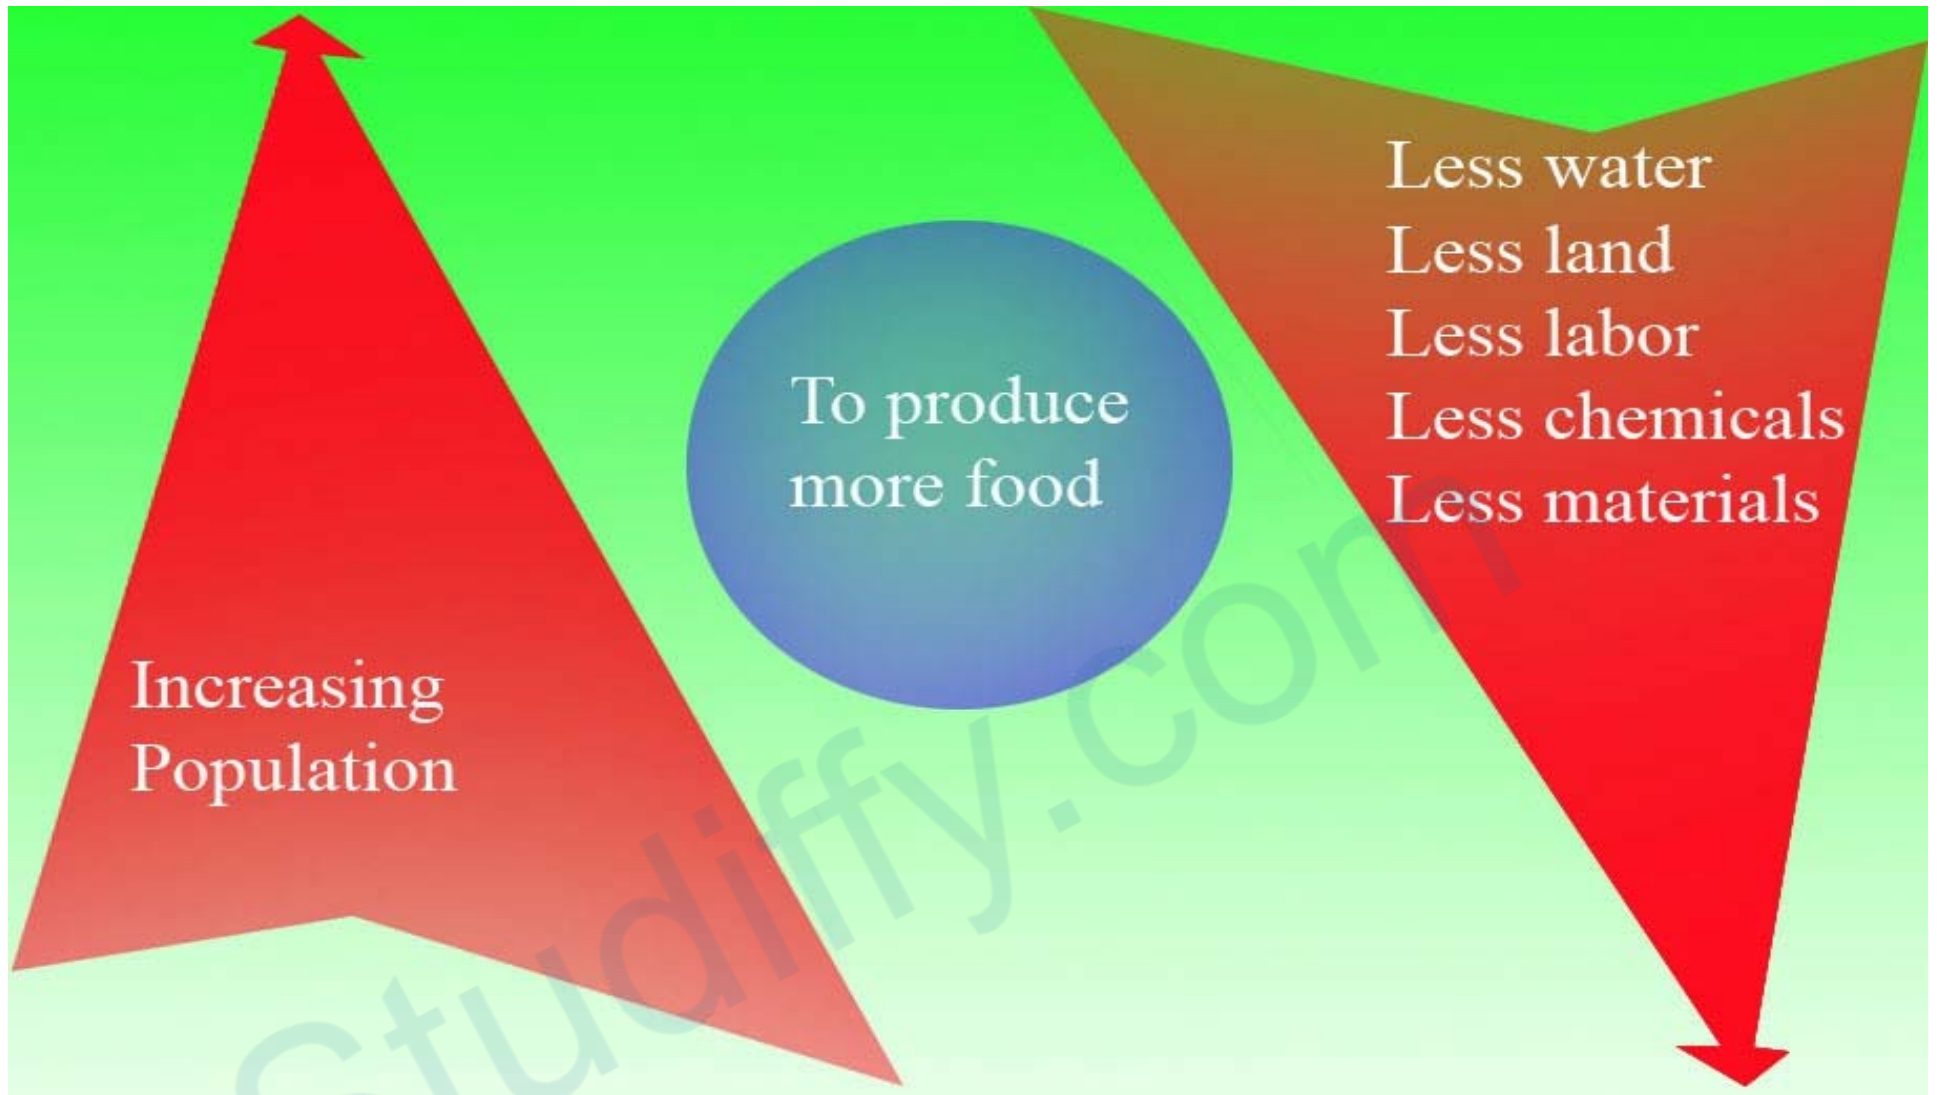 Increasing
Population
To produce
more food
Less water
Less land
Less labor
Less chemicals
Less materials
Studiffy.com